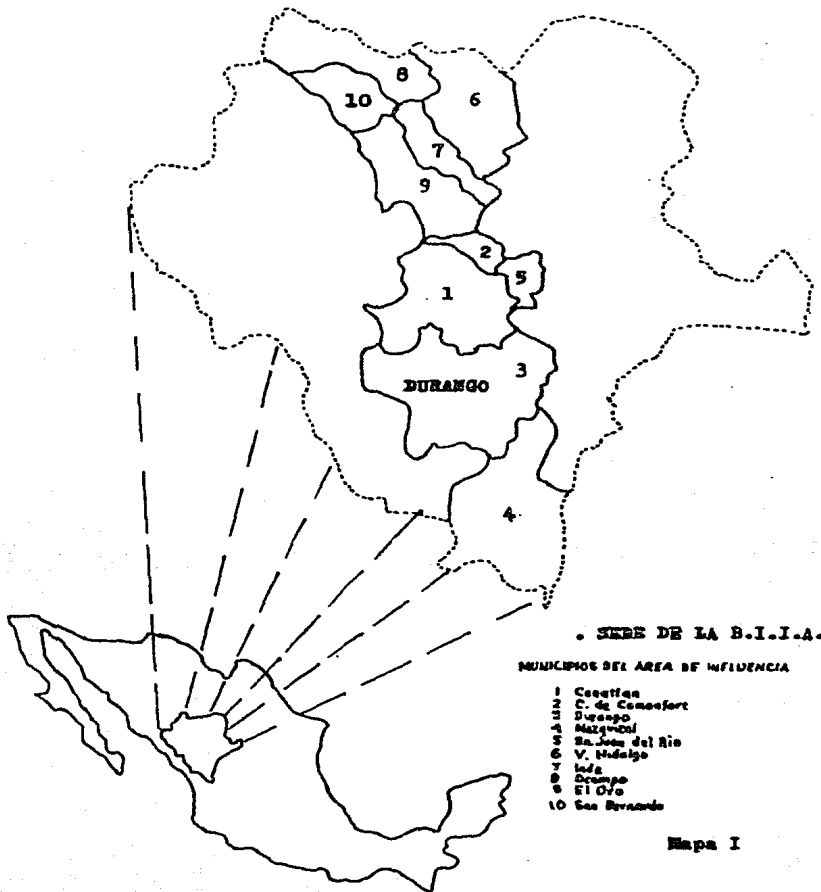 8
10
6
7
9
2
5
1
3
DURANGO
4
. SEDE DE LA B.I.I.A.
MUNICIPIOS DEL AREA DE INFLUENCIA
1 Canatlan
2 C. de Comonfort
3 Durango
4 Mezquital
5 Sn. Juan del Rio
6 V. Hidalgo
7 Inde
8 Ocampo
9 El Oro
10 San Bernardo
Mapa I